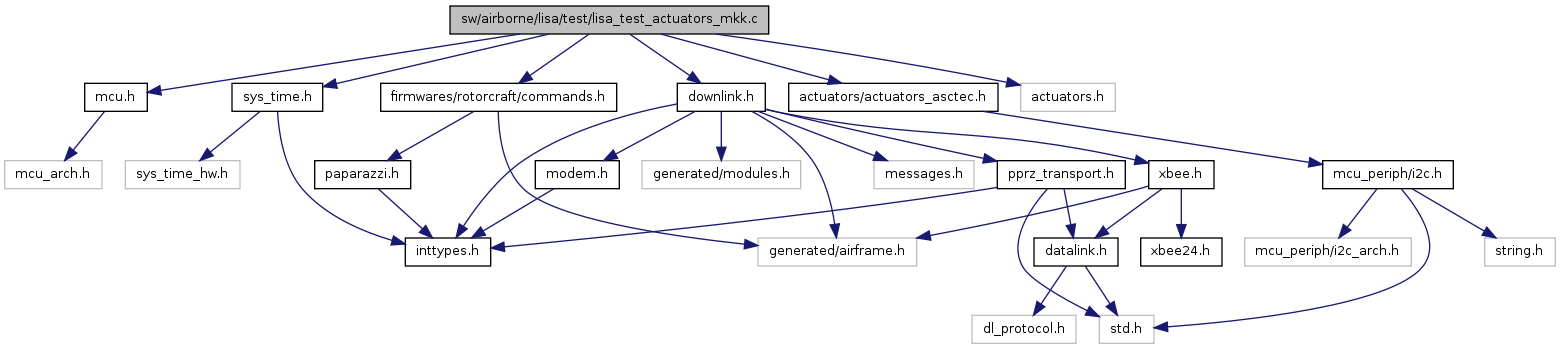 sw/airborne/lisa/test/lisa_test_actuators_mkk.c
mcu.h
sys_time.h
firmwares/rotorcraft/commands.h
downlink.h
actuators/actuators_asctec.h
actuators.h
mcu_arch.h
sys_time_hw.h
paparazzi.h
modem.h
generated/modules.h
messages.h
pprz_transport.h
xbee.h
mcu_periph/i2c.h
inttypes.h
generated/airframe.h
datalink.h
xbee24.h
mcu_periph/i2c_arch.h
string.h
dl_protocol.h
std.h